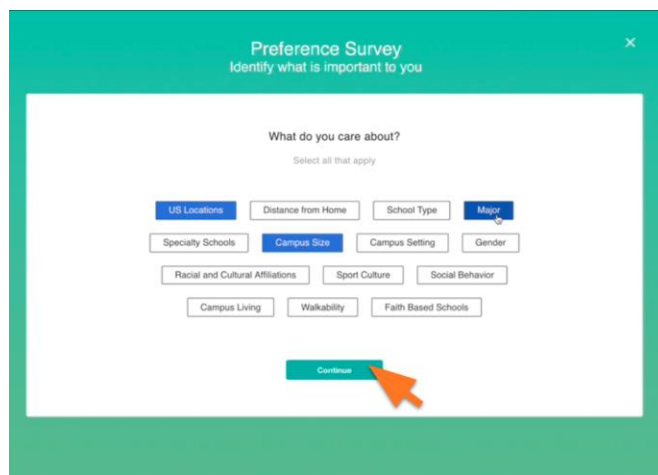 Preference Survey
Identify what is important to you
What do you care about?
Select all that apply
US Locations Distance from Home School Type Major
Specialty Schools Campus Size Campus Setting Gender
Racial and Cultural Affiliations Sport Culture Social Behavior
Campus Living Walkability Faith Based Schools
Continue